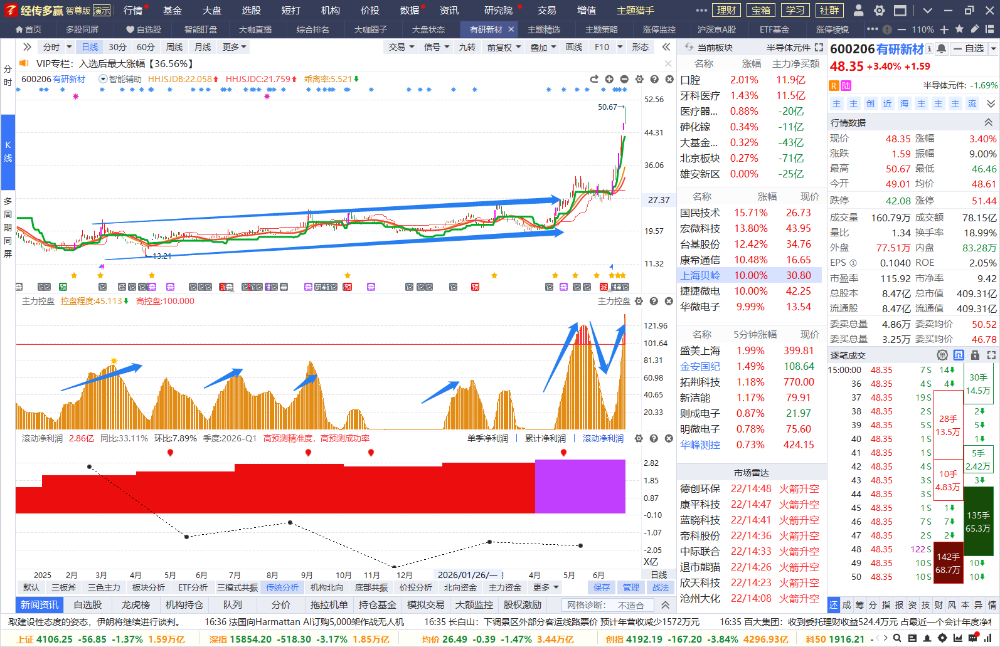 经传多赢 智尊版 演示 行情 基金 大盘 选股 短打 机构 价投 数据 资讯 研究院 交易 增值 主题猎手 ••• 理财 宝箱 学习 社群
首页 多股同屏 自选股 智能盯盘 大咖直播 综合排名 大咖圈子 大盘状态 有研新材 主题精选 主题策略 涨停监控 沪深京A股 ETF基金 涨停棱镜 ••• 110%
分时 日线 30分 60分 周线 月线 更多 交易 信号 九转 前复权 叠加 画线 F10 形态
VIP专栏：入选后最大涨幅【36.56%】
600206 有研新材 智能辅助 HHJSJDB:22.058 HHJSJDC:21.759 乖离率:5.521
分时
K线
多周期同屏
50.67→
←13.21
52.56
44.31
36.06
27.37
19.57
11.32
主力控盘 控盘程度:45.113 高控盘:100.000 主力控盘
121.96
101.64
81.31
60.98
40.65
20.33
滚动净利润 2.86亿 同比:33.11% 环比:7.89% 季度:2026-Q1 高预测精准度，高预测成功率 单季净利润 累计净利润 滚动净利润
2.82
1.85
0.87
-0.10
-1.07
-2.05
X亿
2025 2月 3月 4月 5月 6月 7月 8月 9月 10月 11月 12月 2026/01/26/一 4月 5月 6月 日线
默认 三板斧 三色主力 板块分析 ETF分析 三模式共振 传统分析 机构北向 底部共振 价投分析 北向资金 主力资金 更多 保存 管理 战法
新闻资讯 自选股 龙虎榜 机构持仓 队列 分价 拖拉机单 持仓基金 模拟交易 大额监控 股权激励 网格诊断： 不适合
当前板块 半导体元件
名称 涨幅 主力净买额
口腔 2.01% 11.9亿
牙科医疗 1.43% 11.5亿
医疗器... 0.88% -20亿
砷化镓 0.34% -11亿
大基金... 0.32% -43亿
北京板块 0.27% -71亿
雄安新区 0.00% -25亿
名称 涨幅 现价
国民技术 15.71% 26.73
宏微科技 13.80% 43.95
台基股份 12.42% 34.76
康希通信 10.48% 16.65
上海贝岭 10.00% 30.80
捷捷微电 10.00% 42.25
华微电子 9.99% 13.54
名称 5分钟涨幅 现价
盛美上海 1.99% 399.81
金安国纪 1.49% 108.64
拓荆科技 1.18% 770.00
新洁能 1.17% 79.91
则成电子 0.87% 21.97
明微电子 0.78% 75.60
华峰测控 0.73% 424.15
市场雷达
德创环保 22/14:48 火箭升空
康平科技 22/14:47 火箭升空
蓝晓科技 22/14:41 火箭升空
帝科股份 22/14:36 火箭升空
中际联合 22/14:33 火箭升空
退市熊猫 22/14:26 火箭升空
欣天科技 22/14:23 火箭升空
沧州大化 22/14:08 火箭升空
600206 有研新材 自选
48.35 +3.40% +1.59
R 陆 半导体元件: -1.69%
主 主 创 近 海 主 主 主 流
行情数据
现价 48.35 涨幅 3.40%
涨跌 1.59 振幅 9.00%
最高 50.67 最低 46.46
今开 49.01 均价 48.61
跌停 42.08 涨停 51.44
成交量 160.79万 成交额 78.15亿
量比 1.34 换手率 18.99%
外盘 77.51万 内盘 83.28万
EPS ① 0.1040 ROE 2.05%
市盈率 115.92 市净率 9.42
总股本 8.47亿 总市值 409.31亿
流通股 8.47亿 流通值 409.31亿
委卖总量 4.86万 委卖均价 50.52
委买总量 3.25万 委买均价 46.78
逐笔成交 单 量
15:00:00 48.35 7S 14
36 48.35 4S 4
37 48.35 19S
38 48.35 2S
39 48.35 5S
40 48.35 1S
41 48.35 1S
42 48.35 4S
43 48.35 3S
44 48.35 3S
45 48.35 1S 1
46 48.35 7S 7
47 48.35 2S 2
48 48.35 122S
49 48.35 10S
50 48.35 10S
28手
13.5万
10手
4.83万
142手
68.7万
30手
14.5万
2
5
1
5手
2.42万
3
135手
65.3万
10
10
还 成 筹 分 指 报 资 技 财 风 本 异 情
取建设性态度的姿态，伊朗将继续进行谈判。 16:36 法国向Harmattan AI订购5,000架作战无人机 16:35 长白山：下调景区外部分客运线路票价 预计年营收减少1572万元 16:35 百大集团：收到委托理财收益524.4万元 占最近一个会计年度净利
上证 4106.25 -56.85 -1.37% 1.59万亿 深指 15854.20 -518.30 -3.17% 1.85万亿 均价 26.49 -0.39 -1.47% 3.44万亿 创指 4192.19 -167.20 -3.84% 4296.93亿 科50 1916.21